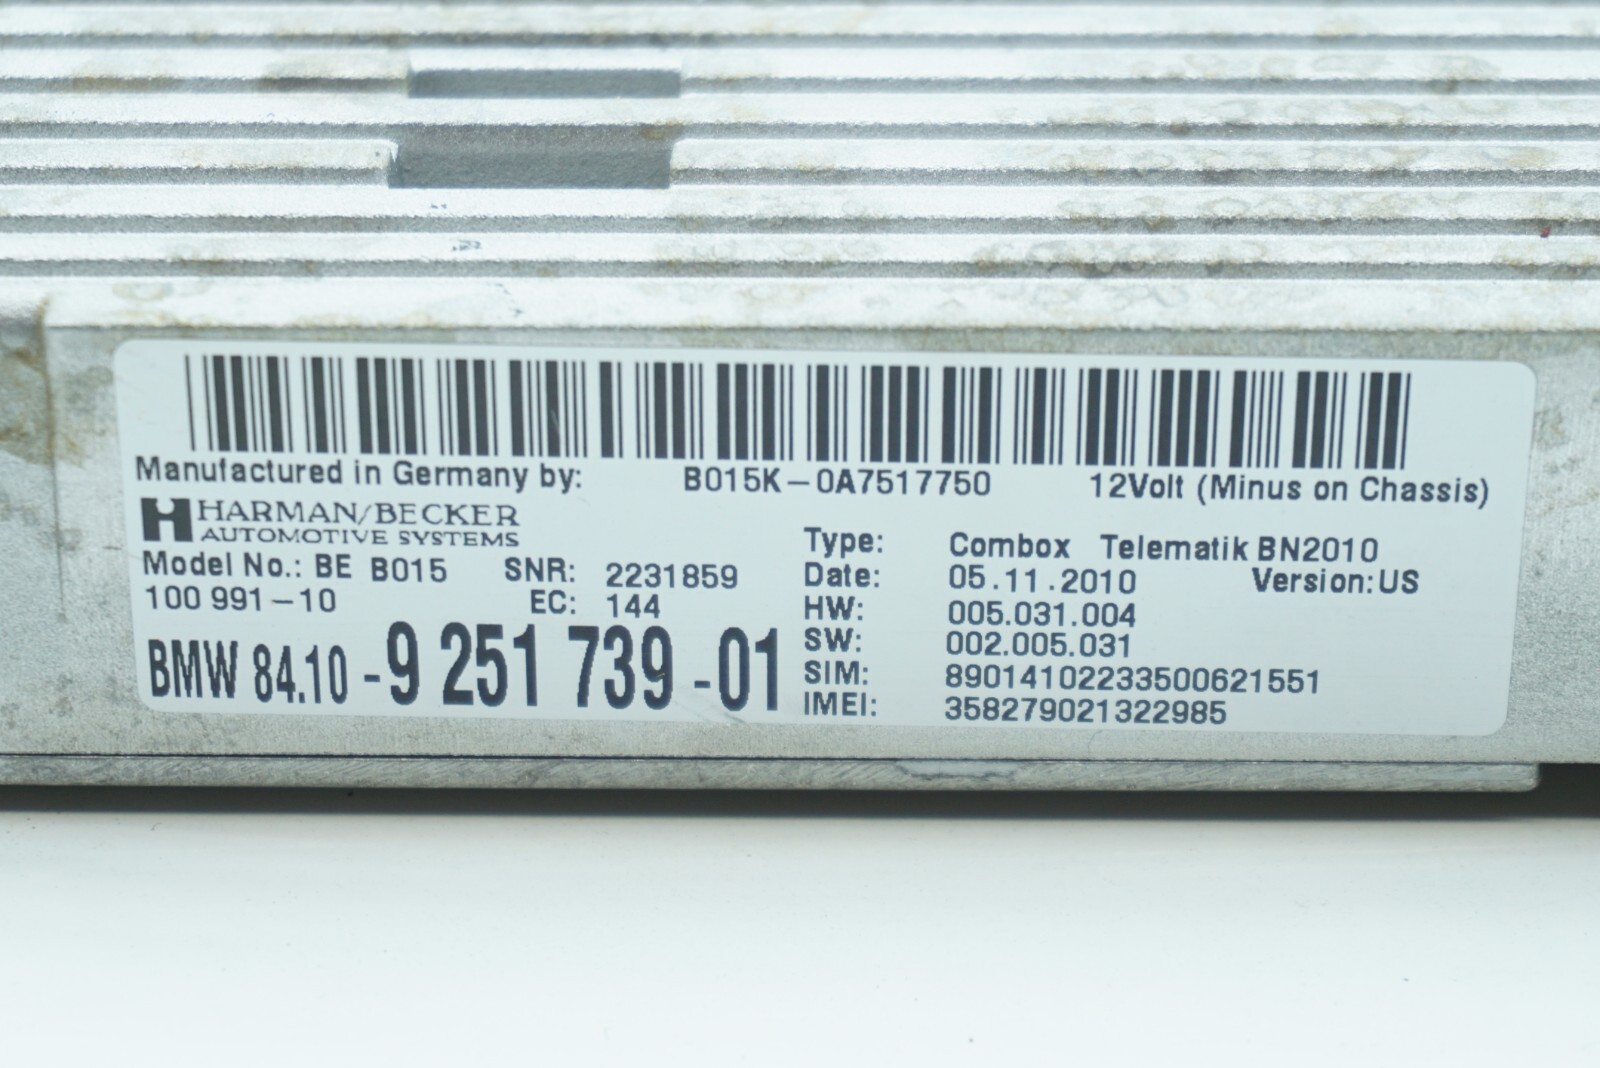 Manufactured in Germany by: B015K-0A7517750 12Volt (Minus on Chassis)
HARMAN/BECKER
AUTOMOTIVE SYSTEMS
Model No.: BE B015 SNR: 2231859
100 991-10 EC: 144
BMW 84.10-9 251 739-01
Type: Combox Telematik BN2010
Date: 05.11.2010 Version:US
HW: 005.031.004
SW: 002.005.031
SIM: 89014102233500621551
IMEI: 358279021322985